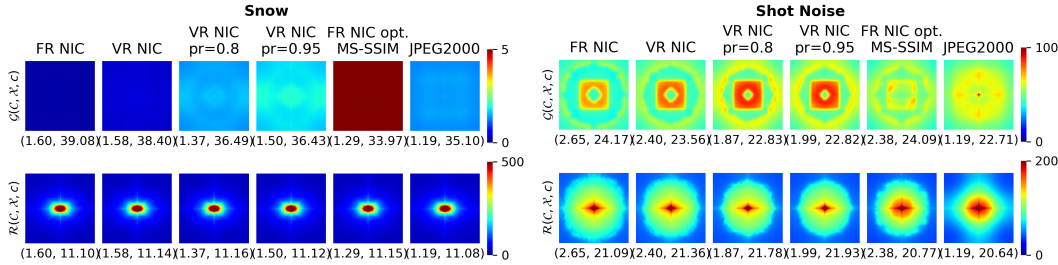 Snow
FR NIC
VR NIC
VR NIC pr=0.8
VR NIC pr=0.95
FR NIC opt. MS-SSIM
JPEG2000
𝒢(C, 𝒳, c)
5
0
(1.60, 39.08)
(1.58, 38.40)
(1.37, 36.49)
(1.50, 36.43)
(1.29, 33.97)
(1.19, 35.10)
ℛ(C, 𝒳, c)
500
0
(1.60, 11.10)
(1.58, 11.14)
(1.37, 11.16)
(1.50, 11.12)
(1.29, 11.15)
(1.19, 11.08)
Shot Noise
FR NIC
VR NIC
VR NIC pr=0.8
VR NIC pr=0.95
FR NIC opt. MS-SSIM
JPEG2000
𝒢(C, 𝒳, c)
100
0
(2.65, 24.17)
(2.40, 23.56)
(1.87, 22.83)
(1.99, 22.82)
(2.38, 24.09)
(1.19, 22.71)
ℛ(C, 𝒳, c)
200
0
(2.65, 21.09)
(2.40, 21.36)
(1.87, 21.78)
(1.99, 21.93)
(2.38, 20.77)
(1.19, 20.64)